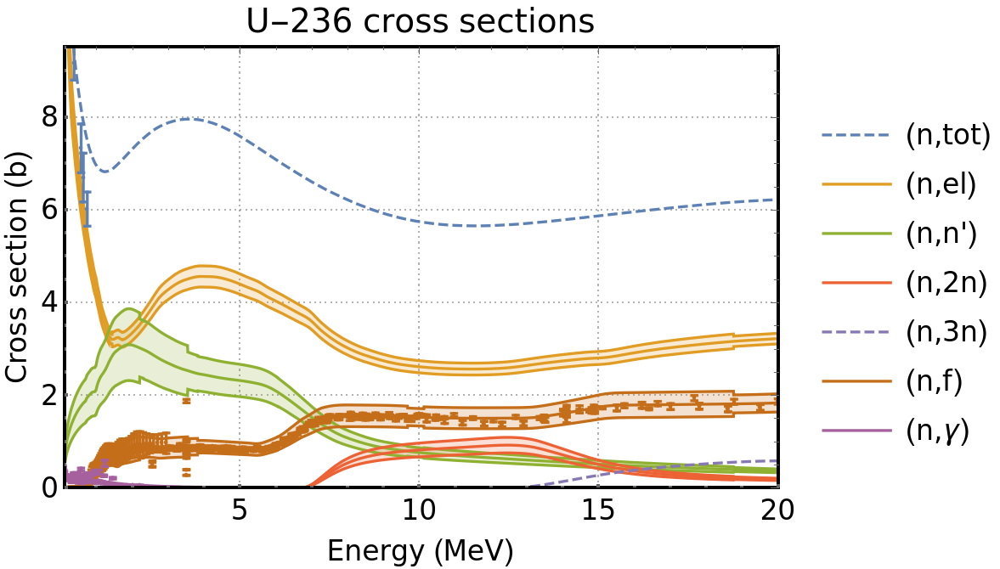 U–236 cross sections
Cross section (b)
8
6
4
2
0
5 10 15 20
Energy (MeV)
(n,tot)
(n,el)
(n,n')
(n,2n)
(n,3n)
(n,f)
(n,γ)